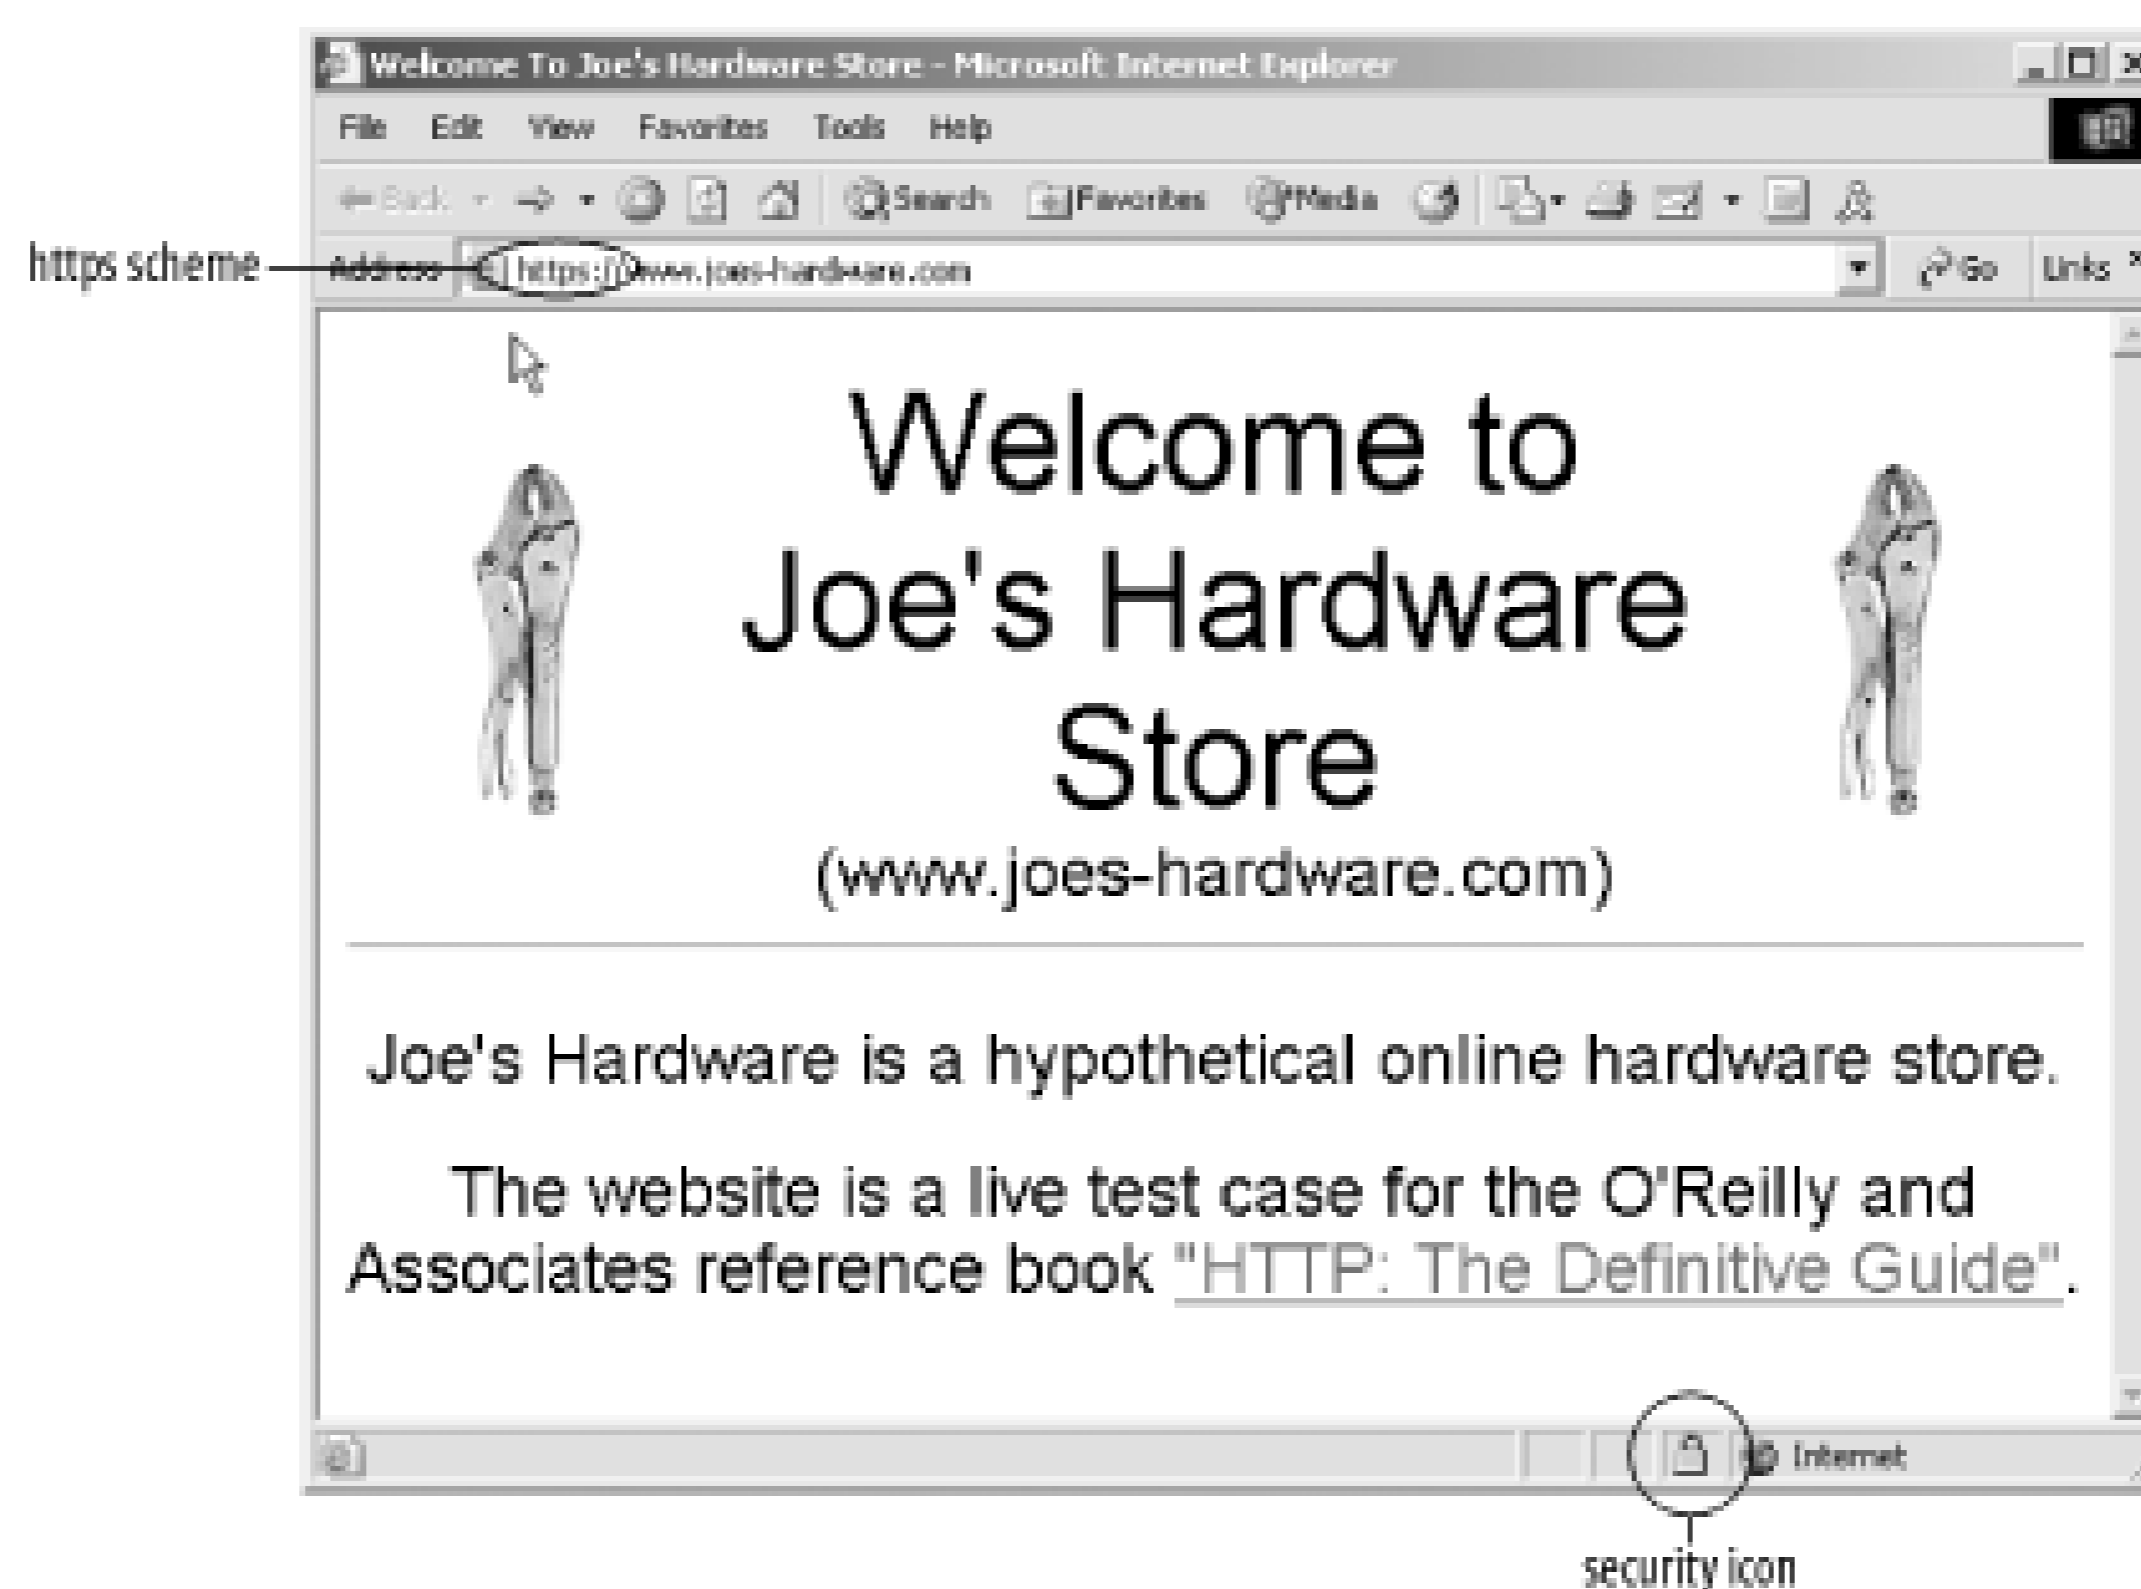 Welcome To Joe's Hardware Store - Microsoft Internet Explorer
File Edit View Favorites Tools Help
Back Search Favorites Media
https scheme
Address https://www.joes-hardware.com Go Links
Welcome to
Joe's Hardware
Store
(www.joes-hardware.com)
Joe's Hardware is a hypothetical online hardware store.
The website is a live test case for the O'Reilly and
Associates reference book "HTTP: The Definitive Guide".
Internet
security icon